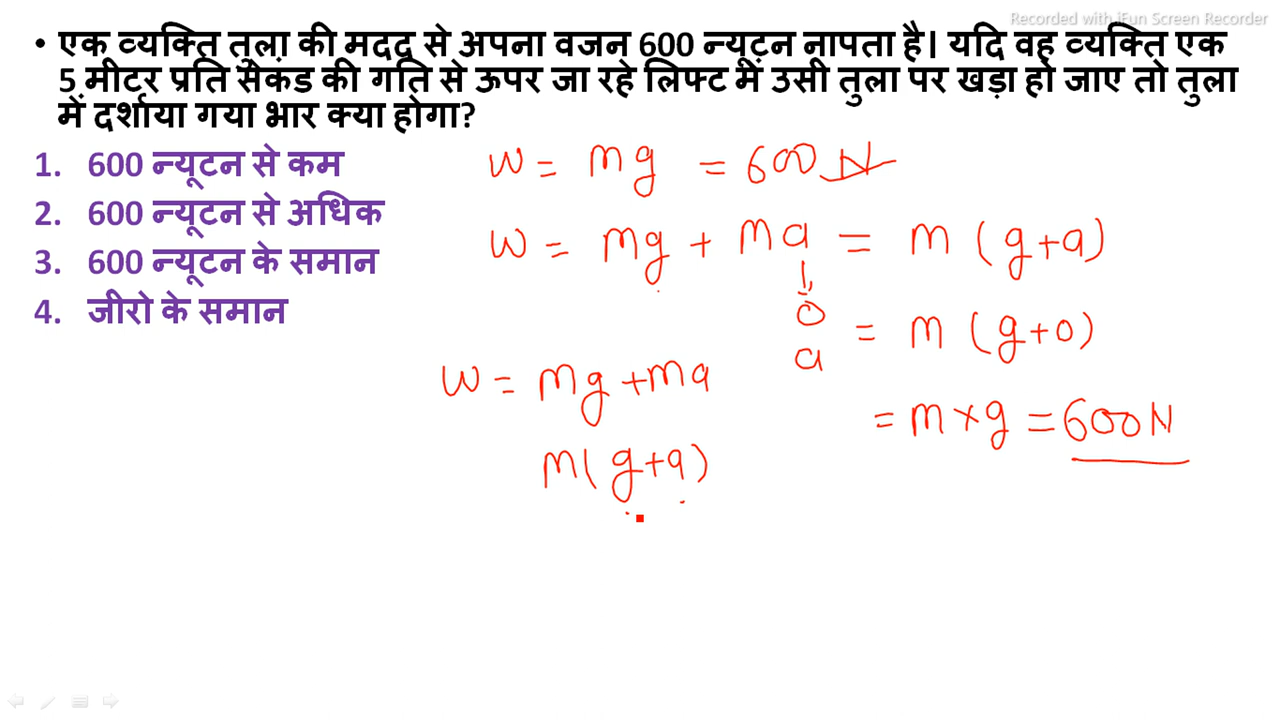 Recorded with iFun Screen Recorder
• एक व्यक्ति तुला की मदद से अपना वजन 600 न्यूटन नापता है। यदि वह व्यक्ति एक
5 मीटर प्रति सेकंड की गति से ऊपर जा रहे लिफ्ट में उसी तुला पर खड़ा हो जाए तो तुला
में दर्शाया गया भार क्या होगा?
1. 600 न्यूटन से कम
2. 600 न्यूटन से अधिक
3. 600 न्यूटन के समान
4. जीरो के समान
W = mg = 600 N
W = mg + ma = m (g+a)
0
a
= m (g+0)
W = mg + ma
= m × g = 600N
m(g+a)